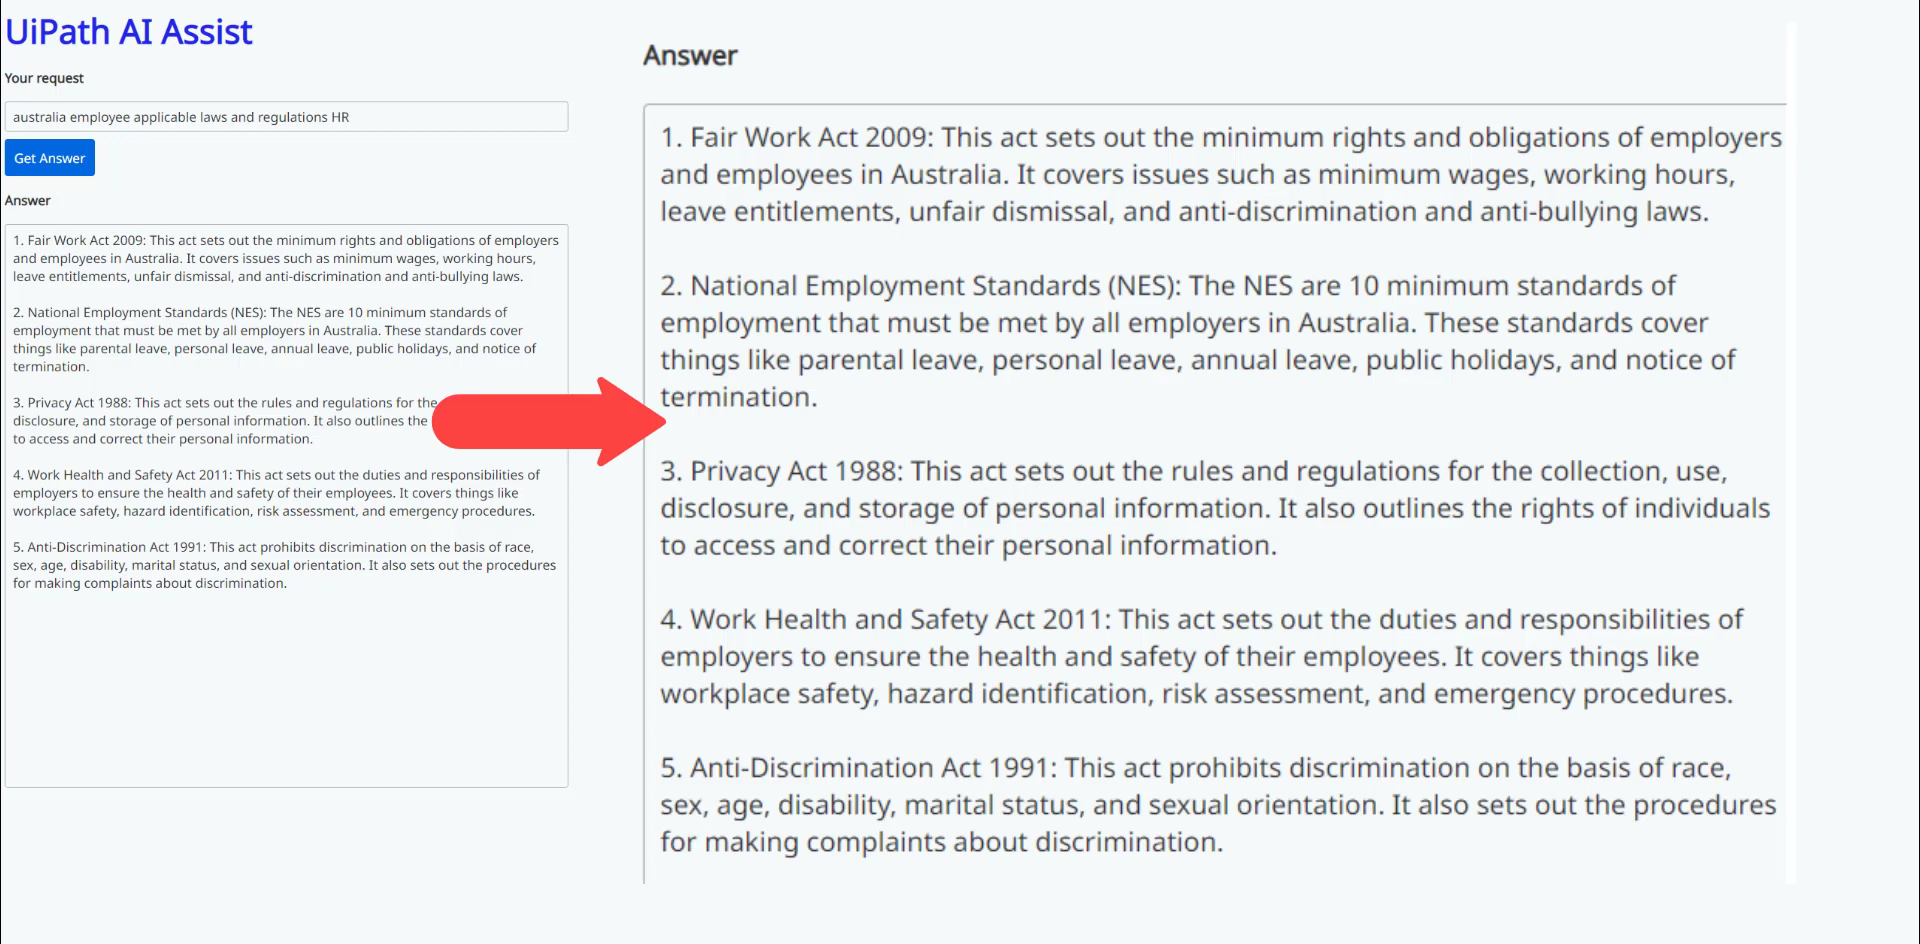 UiPath AI Assist
Your request
australia employee applicable laws and regulations HR
Get Answer
Answer
1. Fair Work Act 2009: This act sets out the minimum rights and obligations of employers
and employees in Australia. It covers issues such as minimum wages, working hours,
leave entitlements, unfair dismissal, and anti-discrimination and anti-bullying laws.
2. National Employment Standards (NES): The NES are 10 minimum standards of
employment that must be met by all employers in Australia. These standards cover
things like parental leave, personal leave, annual leave, public holidays, and notice of
termination.
3. Privacy Act 1988: This act sets out the rules and regulations for the
disclosure, and storage of personal information. It also outlines the
to access and correct their personal information.
4. Work Health and Safety Act 2011: This act sets out the duties and responsibilities of
employers to ensure the health and safety of their employees. It covers things like
workplace safety, hazard identification, risk assessment, and emergency procedures.
5. Anti-Discrimination Act 1991: This act prohibits discrimination on the basis of race,
sex, age, disability, marital status, and sexual orientation. It also sets out the procedures
for making complaints about discrimination.
Answer
1. Fair Work Act 2009: This act sets out the minimum rights and obligations of employers
and employees in Australia. It covers issues such as minimum wages, working hours,
leave entitlements, unfair dismissal, and anti-discrimination and anti-bullying laws.
2. National Employment Standards (NES): The NES are 10 minimum standards of
employment that must be met by all employers in Australia. These standards cover
things like parental leave, personal leave, annual leave, public holidays, and notice of
termination.
3. Privacy Act 1988: This act sets out the rules and regulations for the collection, use,
disclosure, and storage of personal information. It also outlines the rights of individuals
to access and correct their personal information.
4. Work Health and Safety Act 2011: This act sets out the duties and responsibilities of
employers to ensure the health and safety of their employees. It covers things like
workplace safety, hazard identification, risk assessment, and emergency procedures.
5. Anti-Discrimination Act 1991: This act prohibits discrimination on the basis of race,
sex, age, disability, marital status, and sexual orientation. It also sets out the procedures
for making complaints about discrimination.